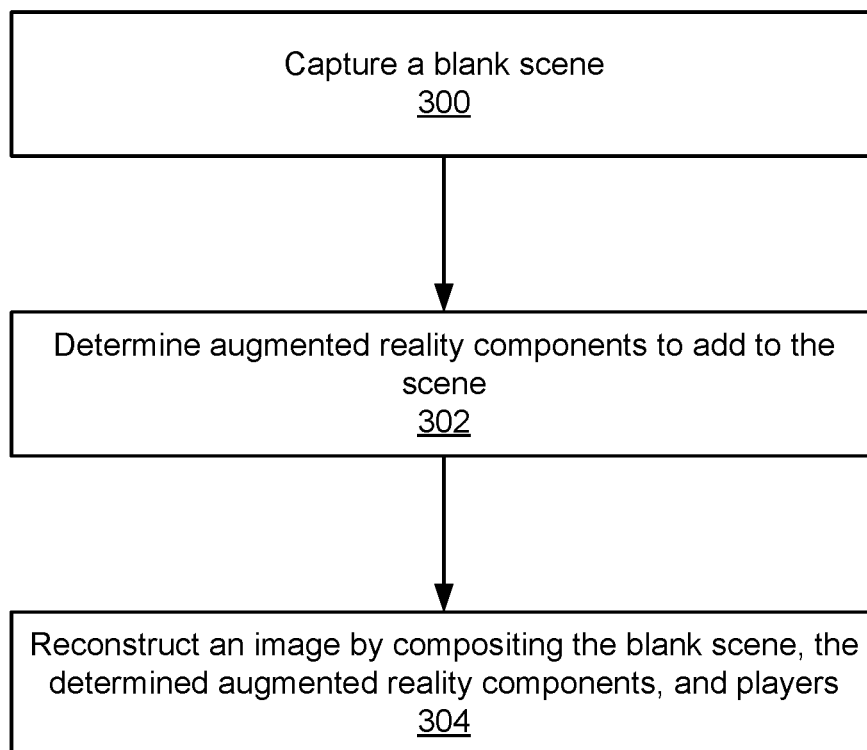 Capture a blank scene
300
Determine augmented reality components to add to the
scene
302
Reconstruct an image by compositing the blank scene, the
determined augmented reality components, and players
304